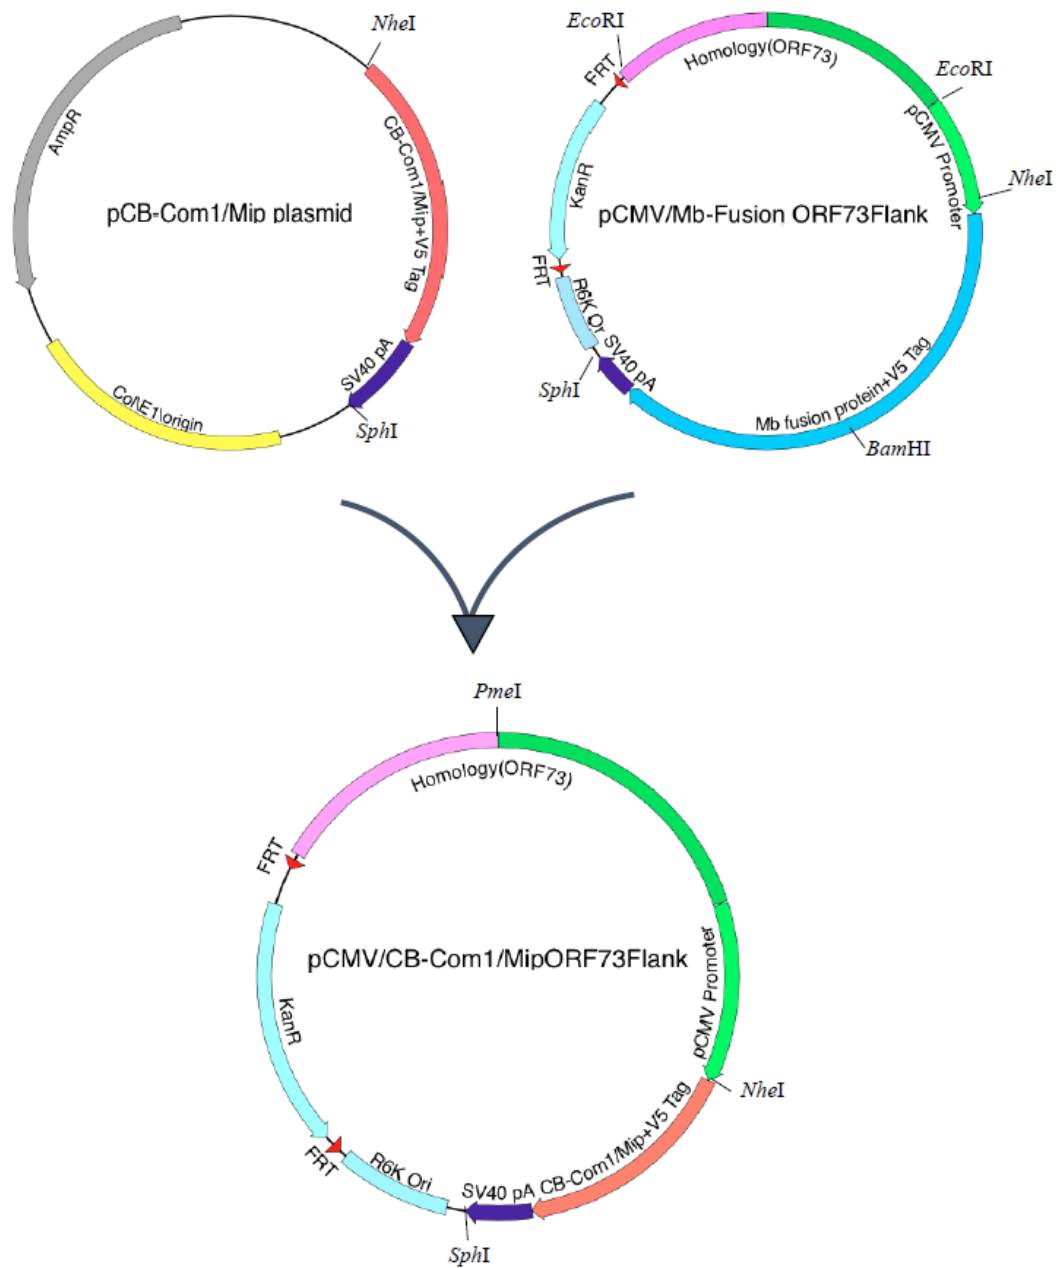 NheI
AmpR
CB-Com1/Mip+V5 Tag
pCB-Com1/Mip plasmid
SV40 pA
SphI
Col\E1\origin
EcoRI
FRT
Homology(ORF73)
EcoRI
pCMV Promoter
NheI
KanR
pCMV/Mb-Fusion ORF73Flank
FRT
R6K Or
SV40 pA
SphI
Mb fusion protein+V5 Tag
BamHI
PmeI
Homology(ORF73)
FRT
pCMV/CB-Com1/MipORF73Flank
pCMV Promoter
KanR
NheI
CB-Com1/Mip+V5 Tag
FRT
R6K Ori
SV40 pA
SphI